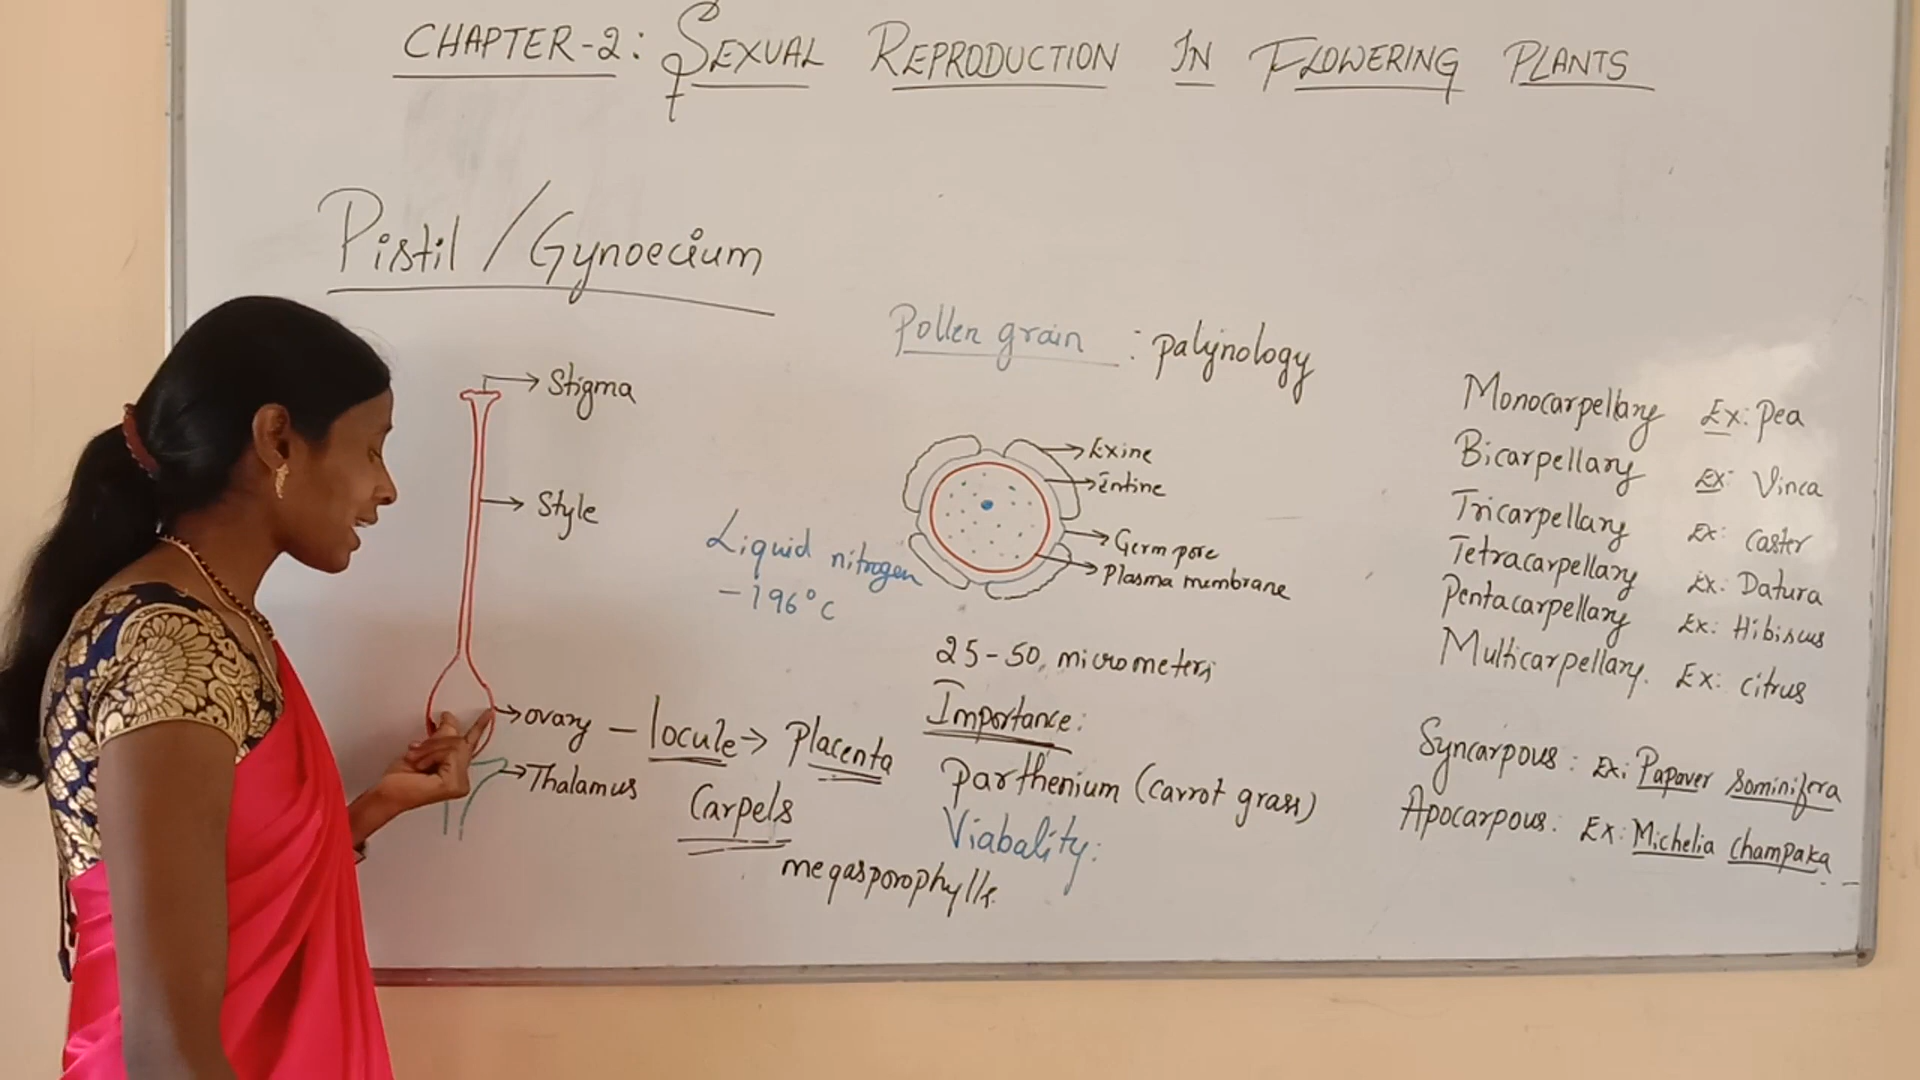 CHAPTER-2: SEXUAL REPRODUCTION IN FLOWERING PLANTS
Pistil / Gynoecium
Stigma
Style
ovary – locule → Placenta
Thalamus
Carpels
megasporophylls.
Liquid nitrogen
-196°C
Pollen grain : palynology
Exine
Intine
Germ pore
Plasma membrane
25-50 micrometers
Importance:
Parthenium (carrot grass)
Viabality:
Monocarpellary Ex: Pea
Bicarpellary Ex: Vinca
Tricarpellary Ex: Caster
Tetracarpellary Ex: Datura
Pentacarpellary Ex: Hibiscus
Multicarpellary. Ex: citrus
Syncarpous: Ex: Papaver Sominifera
Apocarpous: Ex: Michelia Champaka